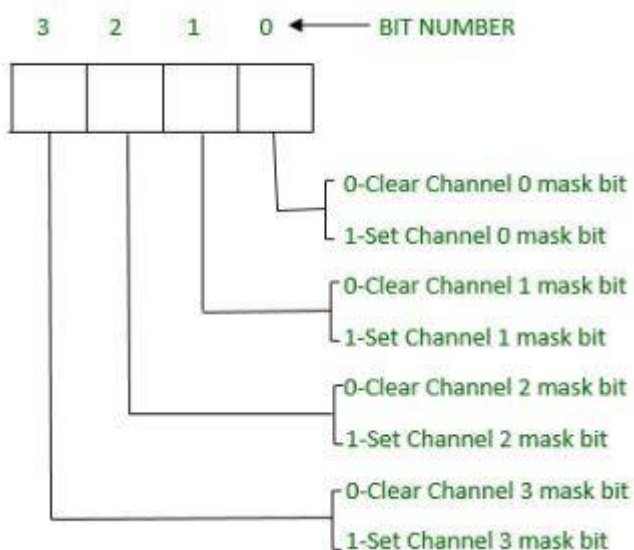 3 2 1 0 BIT NUMBER
0-Clear Channel 0 mask bit
1-Set Channel 0 mask bit
0-Clear Channel 1 mask bit
1-Set Channel 1 mask bit
0-Clear Channel 2 mask bit
1-Set Channel 2 mask bit
0-Clear Channel 3 mask bit
1-Set Channel 3 mask bit